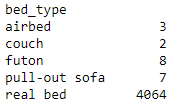 bed_type
airbed 3
couch 2
futon 8
pull-out sofa 7
real bed 4064